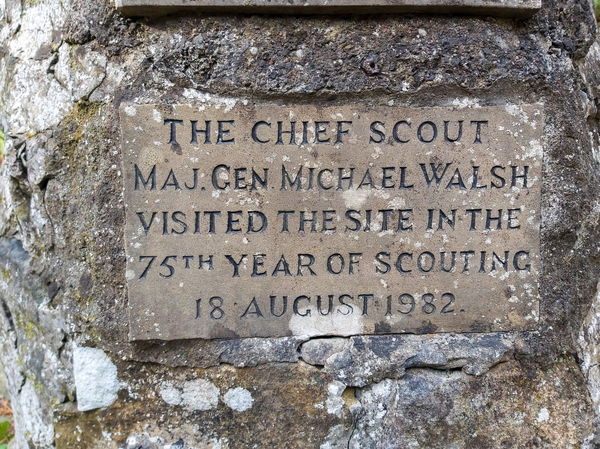 THE CHIEF SCOUT
MAJ. GEN. MICHAEL WALSH
VISITED THE SITE IN THE
75TH YEAR OF SCOUTING
18 AUGUST 1982.